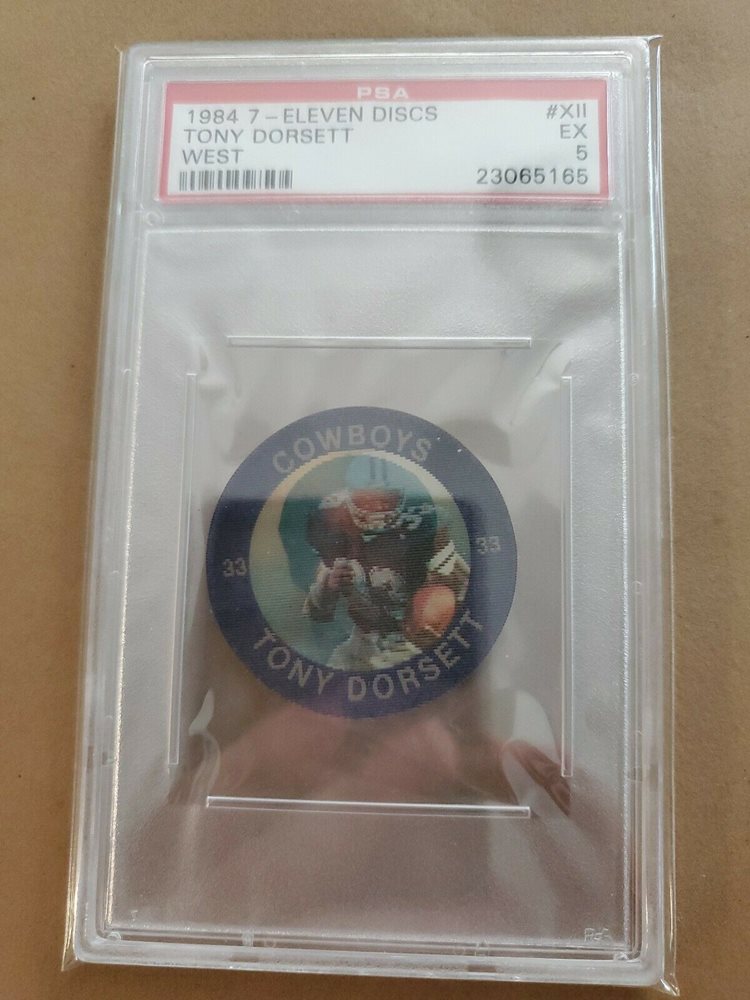 PSA
1984 7-ELEVEN DISCS #XII
TONY DORSETT EX
WEST 5
23065165
COWBOYS
33 33
TONY DORSETT